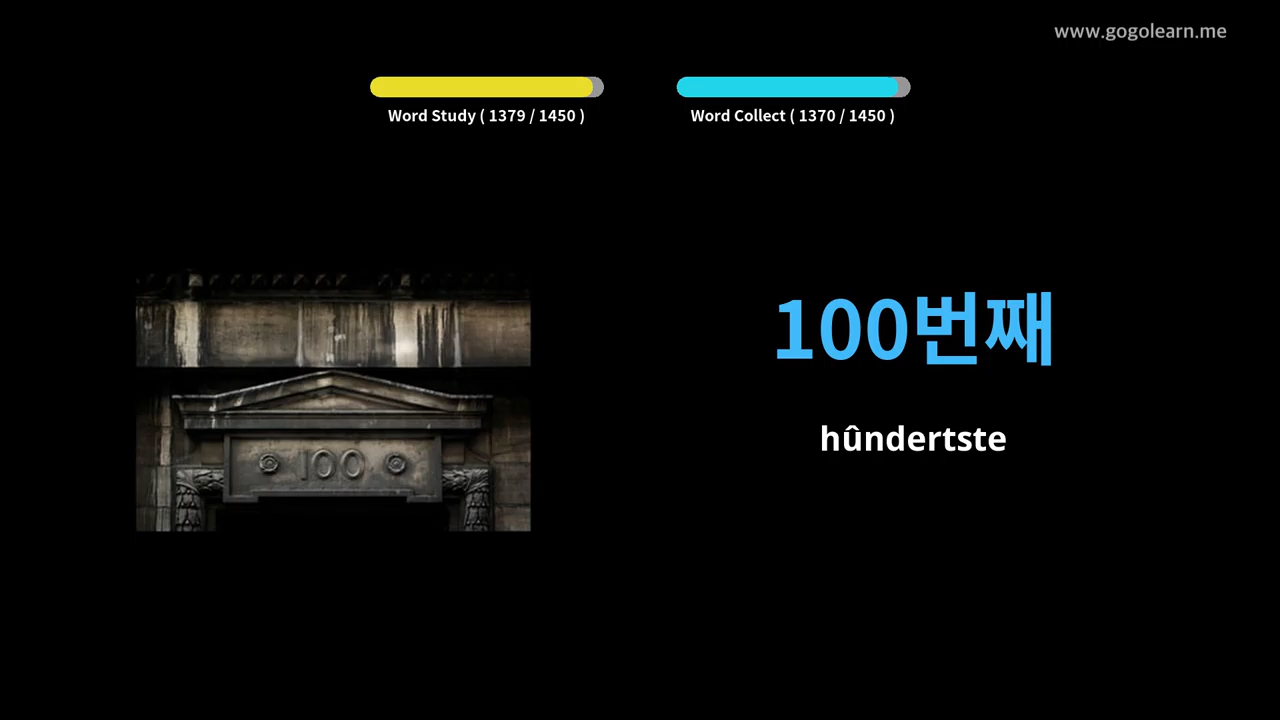 www.gogolearn.me
Word Study ( 1379 / 1450 )
Word Collect ( 1370 / 1450 )
100번째
hûndertste
100